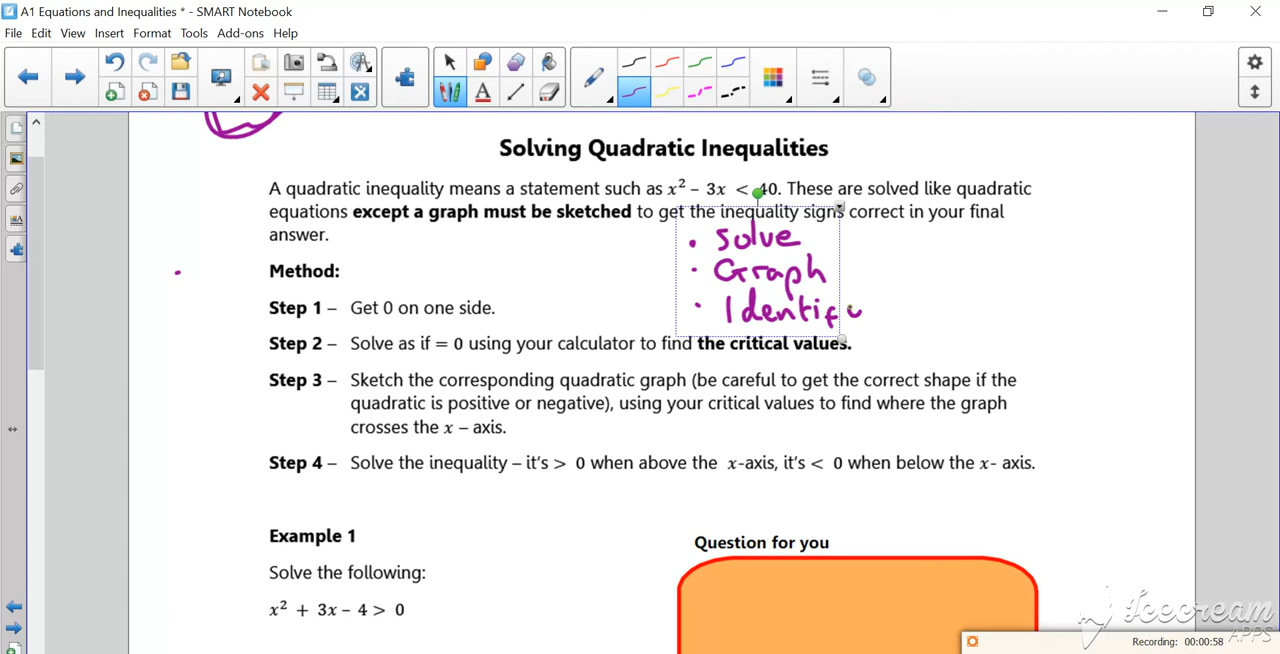 A1 Equations and Inequalities * - SMART Notebook
File Edit View Insert Format Tools Add-ons Help
Solving Quadratic Inequalities
A quadratic inequality means a statement such as x² − 3x < 40. These are solved like quadratic
equations except a graph must be sketched to get the inequality signs correct in your final
answer.
• Solve
• Graph
• Identif
Method:
Step 1 – Get 0 on one side.
Step 2 – Solve as if = 0 using your calculator to find the critical values.
Step 3 – Sketch the corresponding quadratic graph (be careful to get the correct shape if the
quadratic is positive or negative), using your critical values to find where the graph
crosses the x – axis.
Step 4 – Solve the inequality – it's > 0 when above the x-axis, it's < 0 when below the x- axis.
Example 1
Question for you
Solve the following:
x² + 3x − 4 > 0
Icecream
APPS
Recording: 00:00:58